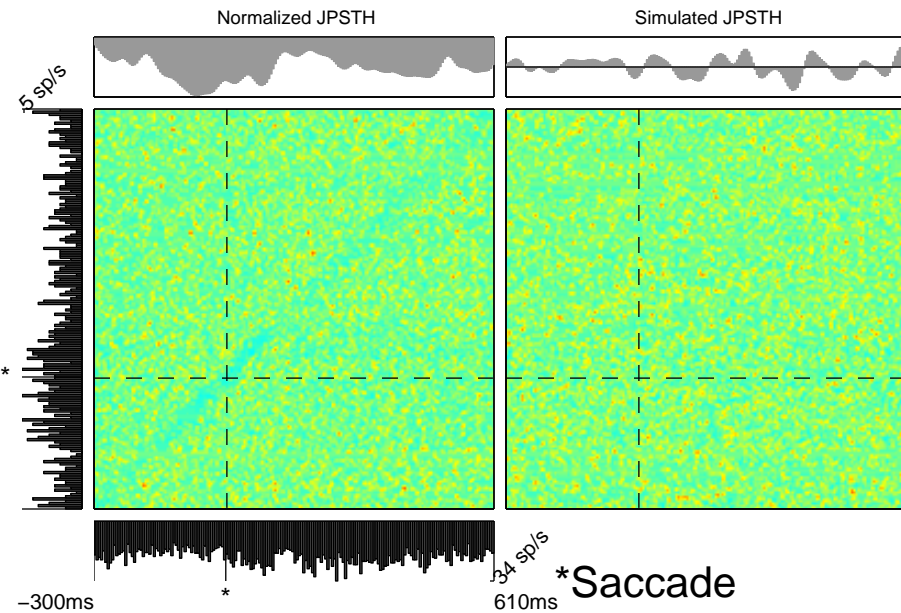 Normalized JPSTH
Simulated JPSTH
5 sp/s
*
*
34 sp/s
*Saccade
−300ms
610ms